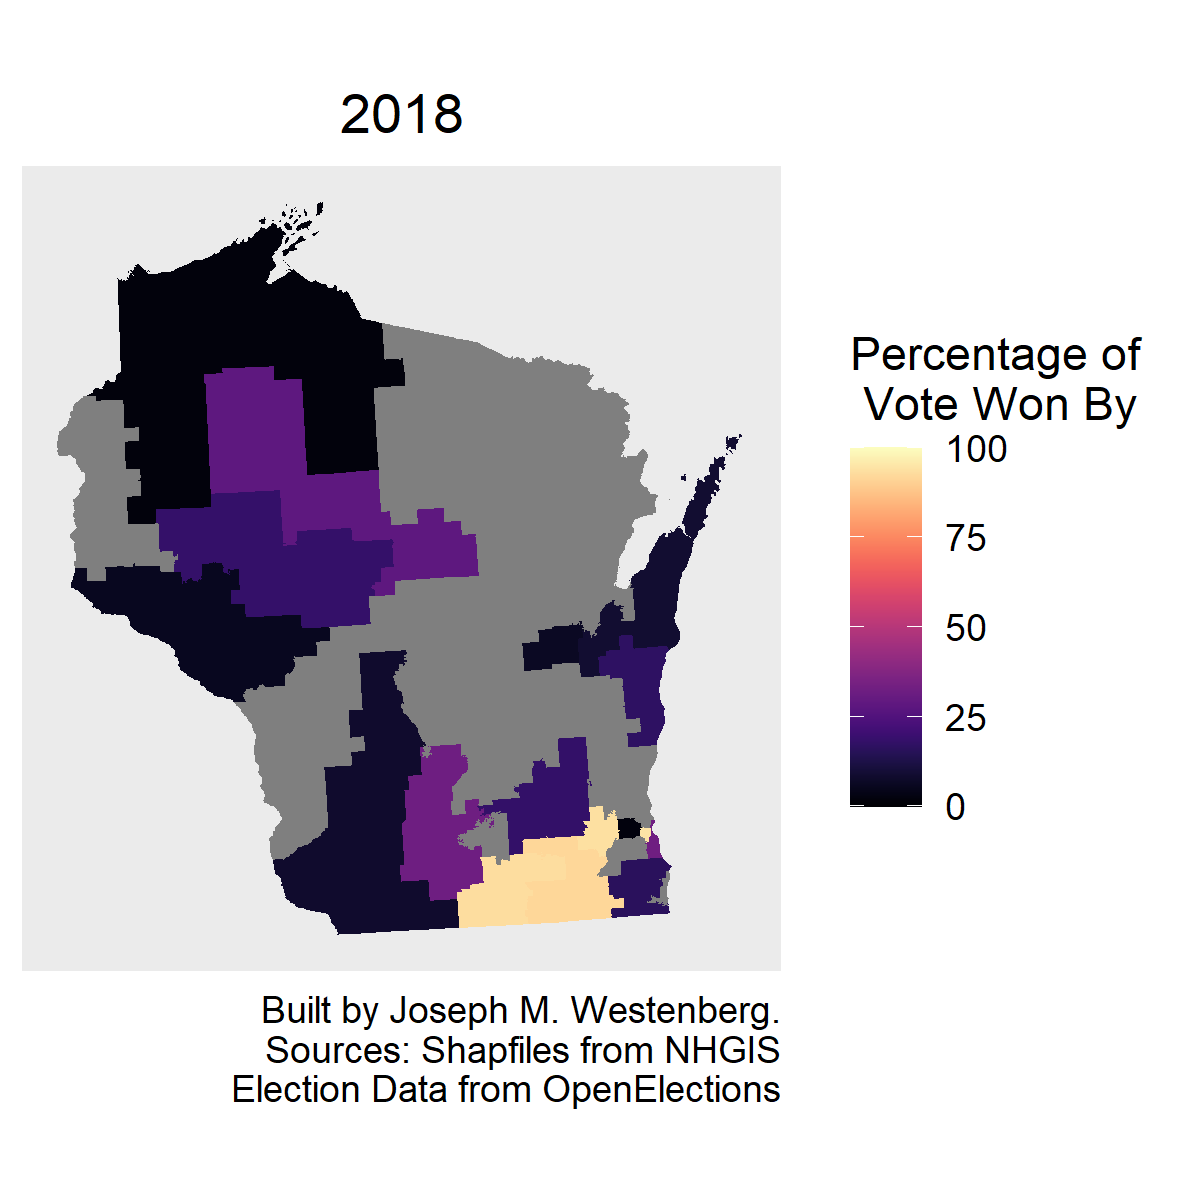 2018
Percentage of
Vote Won By
100
75
50
25
0
Built by Joseph M. Westenberg.
Sources: Shapfiles from NHGIS
Election Data from OpenElections